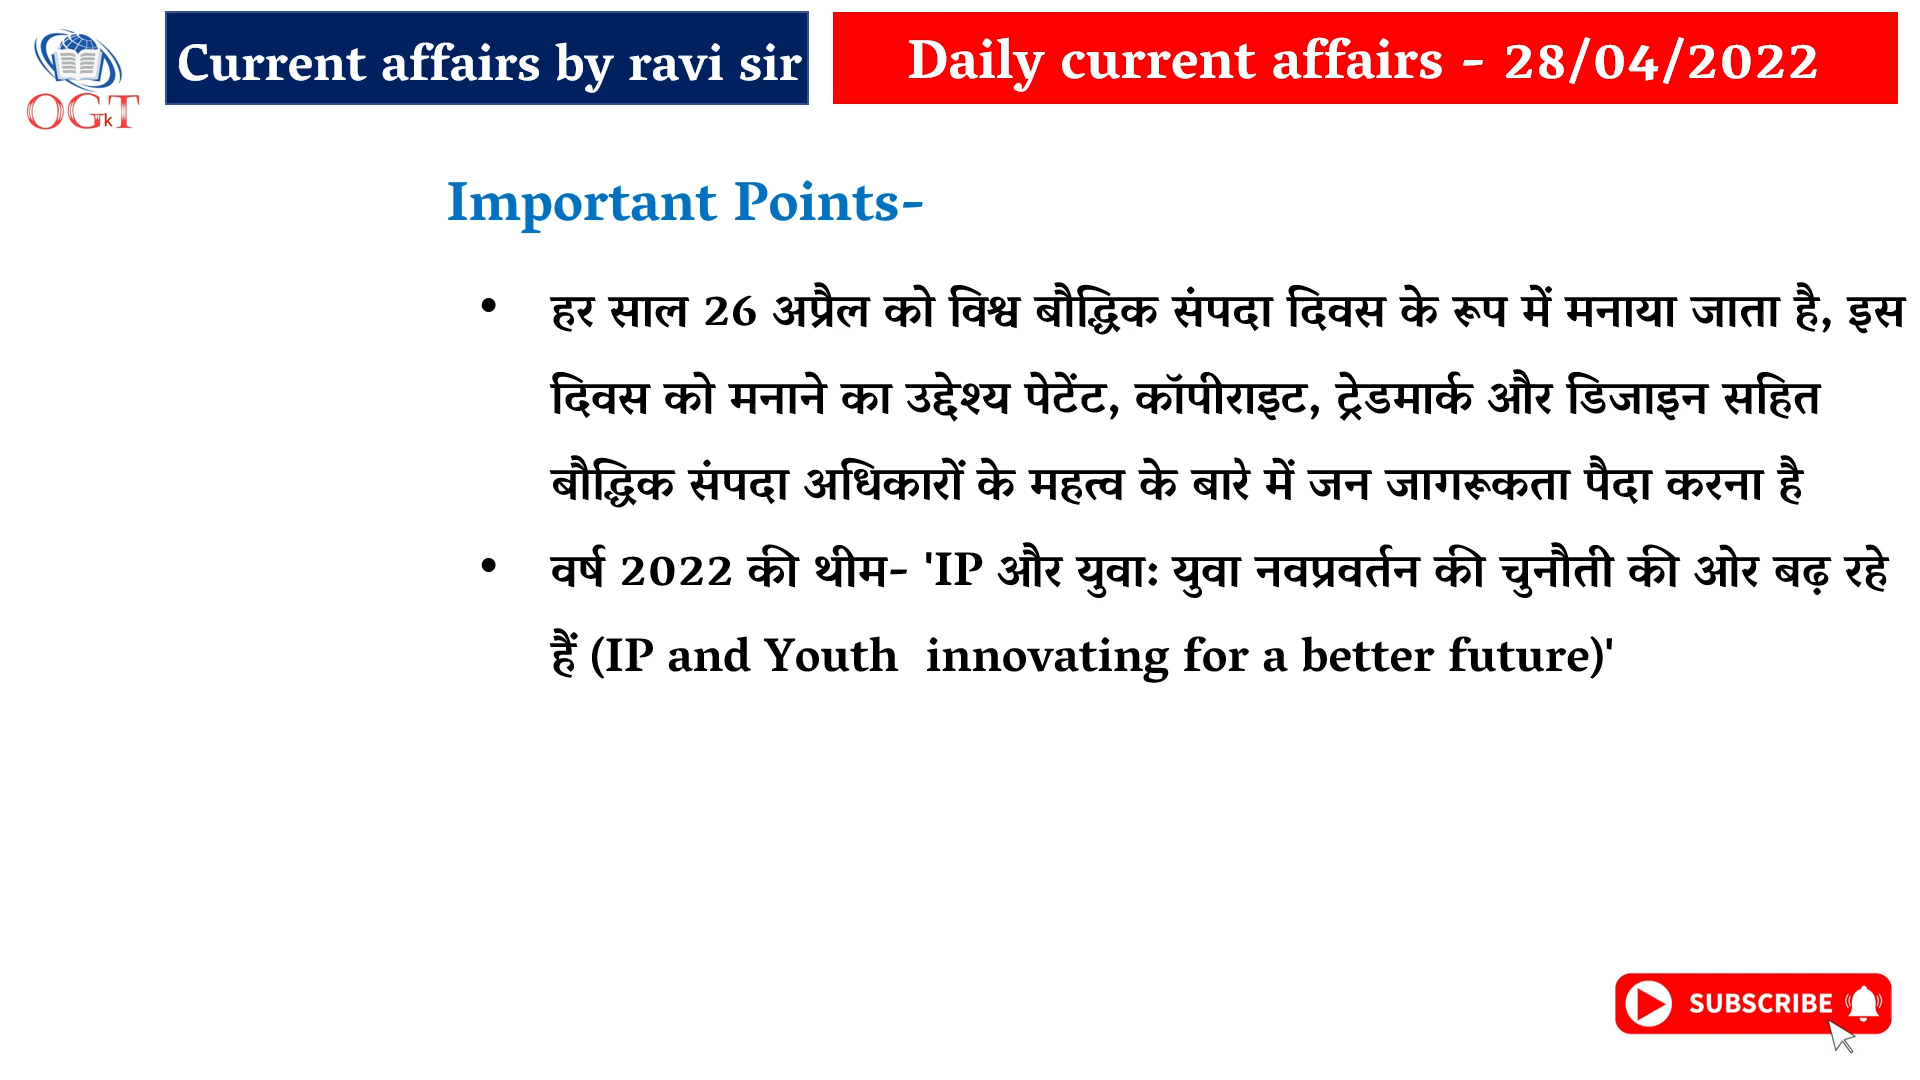 OGT
k
Current affairs by ravi sir
Daily current affairs - 28/04/2022
Important Points-
• हर साल 26 अप्रैल को विश्व बौद्धिक संपदा दिवस के रूप में मनाया जाता है, इस
दिवस को मनाने का उद्देश्य पेटेंट, कॉपीराइट, ट्रेडमार्क और डिजाइन सहित
बौद्धिक संपदा अधिकारों के महत्व के बारे में जन जागरूकता पैदा करना है
• वर्ष 2022 की थीम- 'IP और युवा: युवा नवप्रवर्तन की चुनौती की ओर बढ़ रहे
हैं (IP and Youth  innovating for a better future)'
SUBSCRIBE